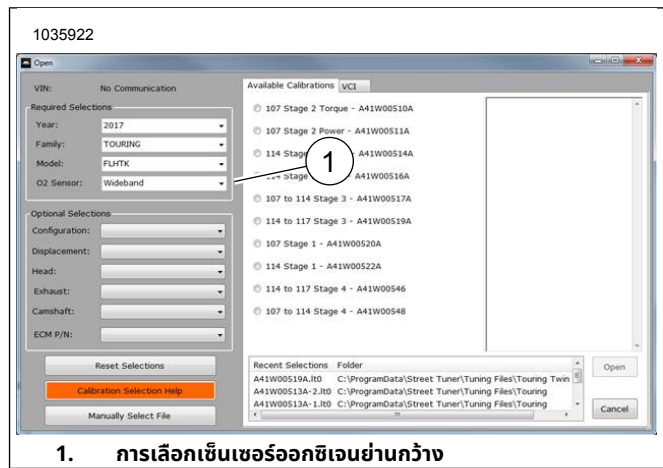 1035922
Open
VIN: No Communication
Required Selections
Year: 2017
Family: TOURING
Model: FLHTK
O2 Sensor: Wideband
Optional Selections
Configuration:
Displacement:
Head:
Exhaust:
Camshaft:
ECM P/N:
Reset Selections
Calibration Selection Help
Manually Select File
Available Calibrations VCI
107 Stage 2 Torque - A41W00510A
107 Stage 2 Power - A41W00511A
114 Stage A41W00514A
114 Stage A41W00516A
107 to 114 Stage 3 - A41W00517A
114 to 117 Stage 3 - A41W00519A
107 Stage 1 - A41W00520A
114 Stage 1 - A41W00522A
114 to 117 Stage 4 - A41W00546
107 to 114 Stage 4 - A41W00548
1
Recent Selections Folder
A41W00519A.lt0 C:\ProgramData\Street Tuner\Tuning Files\Touring Twin
A41W00513A-2.lt0 C:\ProgramData\Street Tuner\Tuning Files\Touring
A41W00513A-1.lt0 C:\ProgramData\Street Tuner\Tuning Files\Touring
Open
Cancel
1. การเลือกเซ็นเซอร์ออกซิเจนย่านกว้าง